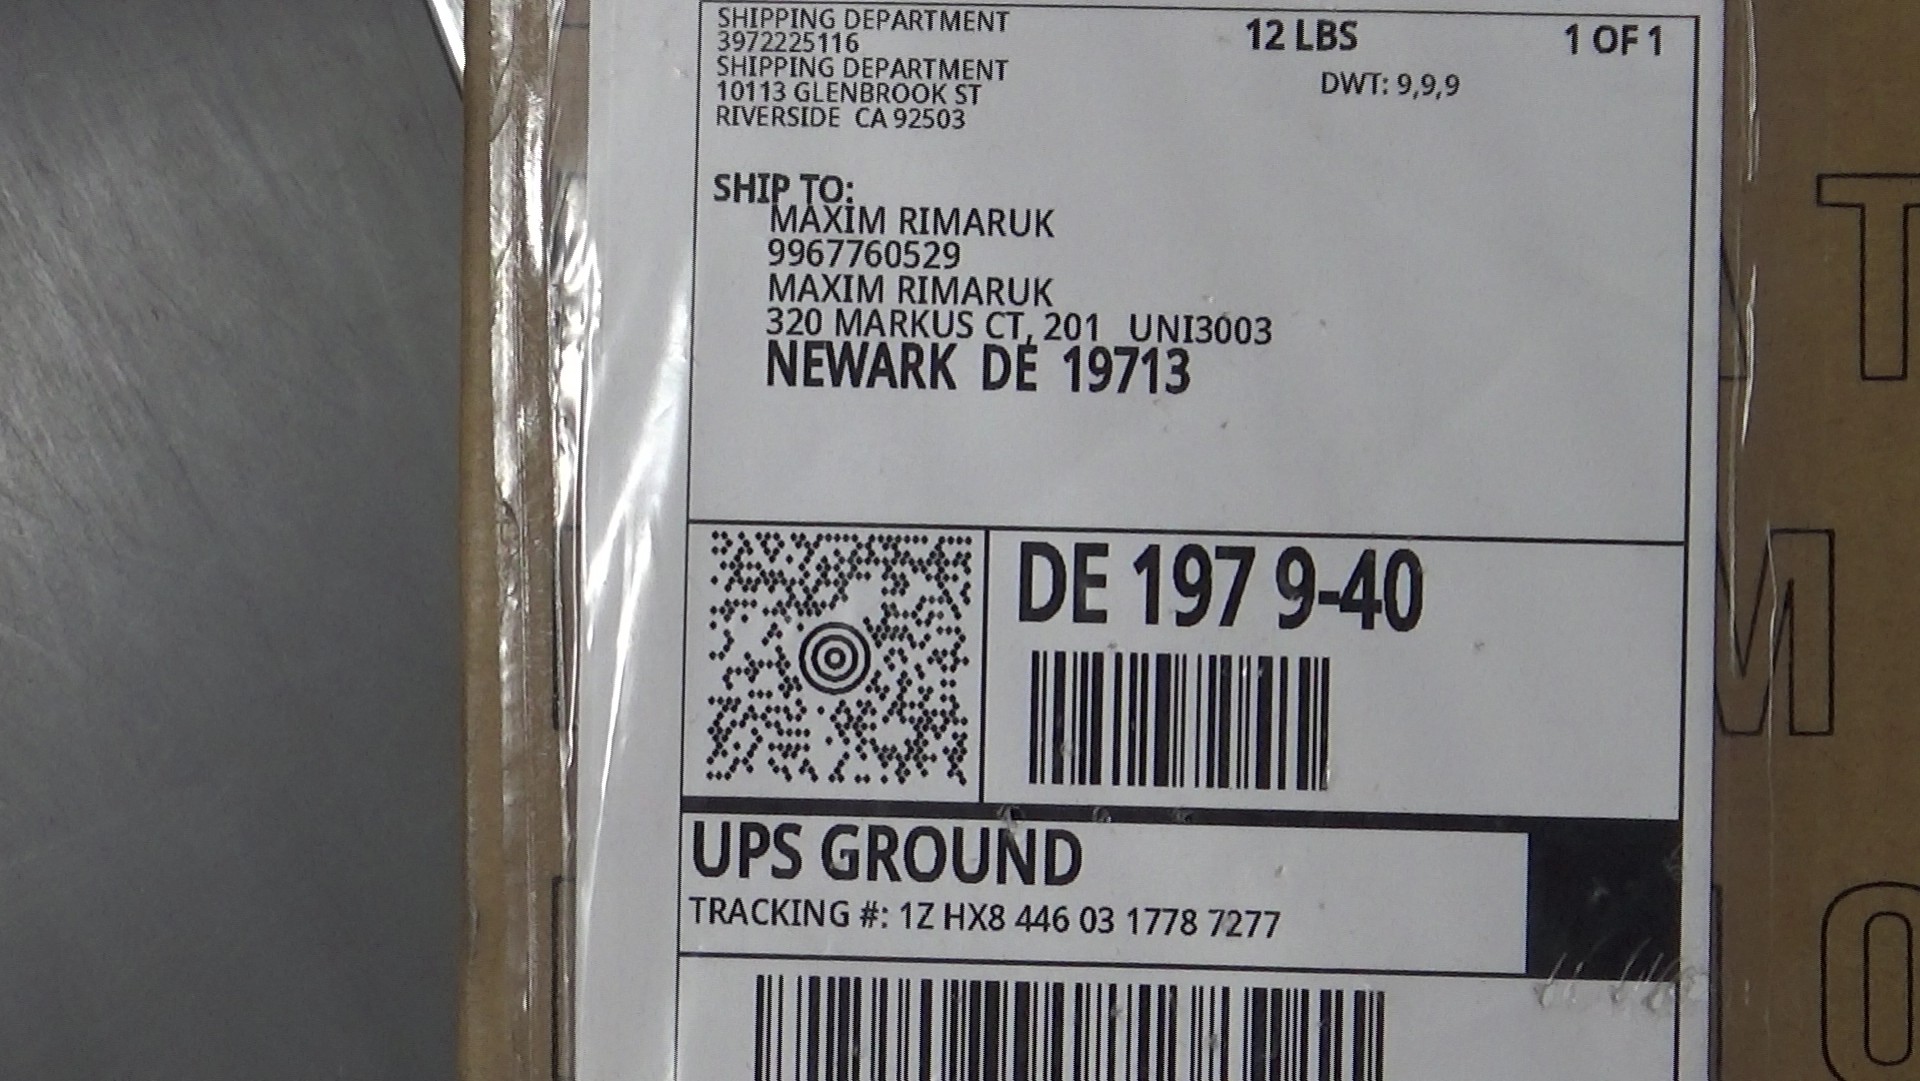 SHIPPING DEPARTMENT
3972225116
SHIPPING DEPARTMENT
10113 GLENBROOK ST
RIVERSIDE CA 92503
12 LBS
1 OF 1
DWT: 9,9,9
SHIP TO:
MAXIM RIMARUK
9967760529
MAXIM RIMARUK
320 MARKUS CT, 201 UNI3003
NEWARK DE 19713
DE 197 9-40
UPS GROUND
TRACKING #: 1Z HX8 446 03 1778 7277
T
M
O